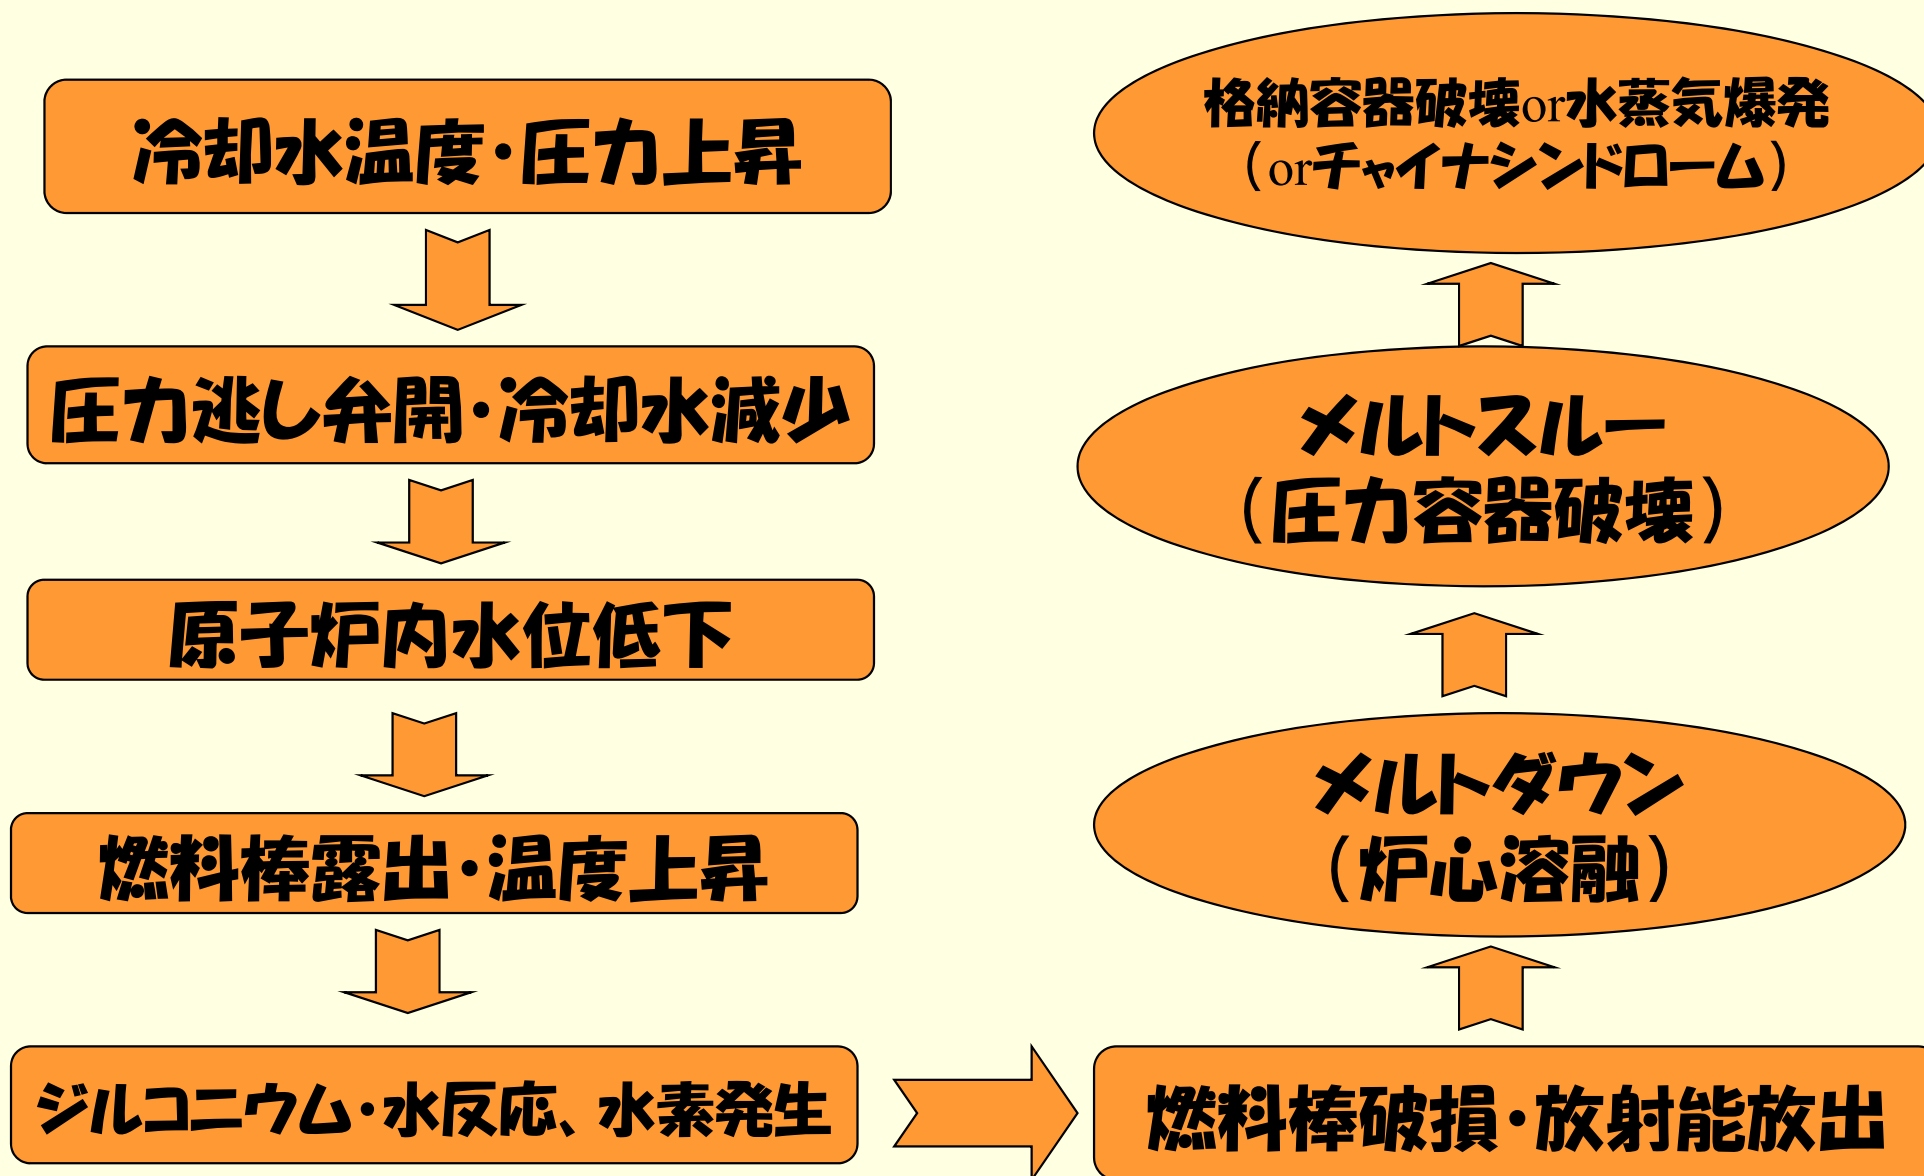 冷却水温度・圧力上昇
圧力逃し弁開・冷却水減少
原子炉内水位低下
燃料棒露出・温度上昇
ジルコニウム・水反応、水素発生
燃料棒破損・放射能放出
メルトダウン
（炉心溶融）
メルトスルー
（圧力容器破壊）
格納容器破壊or水蒸気爆発
（orチャイナシンドローム）